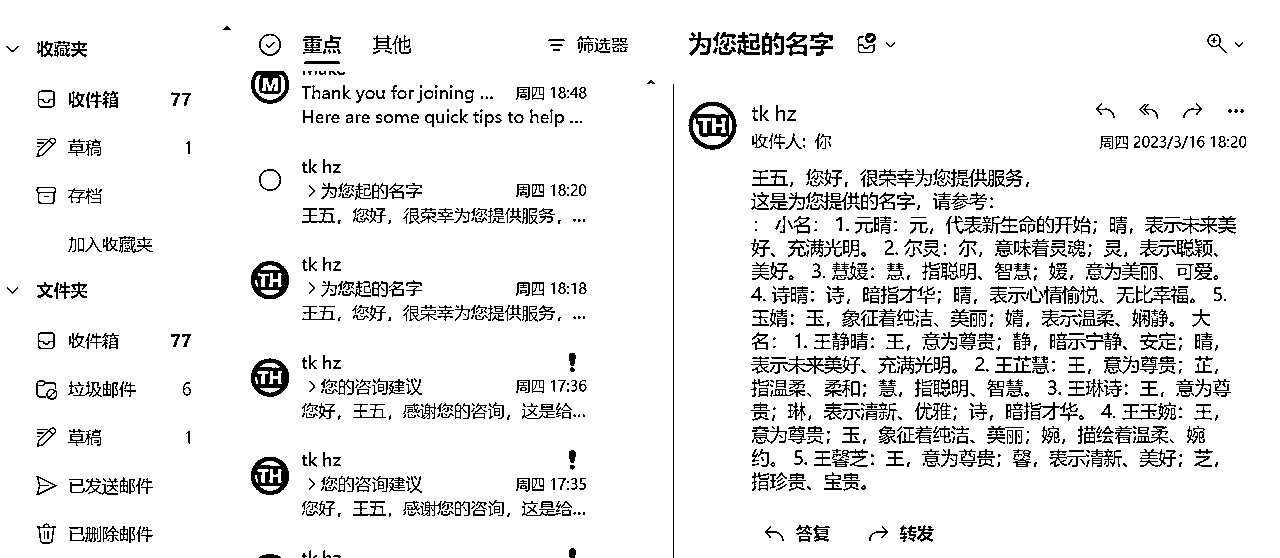 收藏夹
收件箱 77
草稿 1
存档
加入收藏夹
文件夹
收件箱 77
垃圾邮件 6
草稿 1
已发送邮件
已删除邮件
重点 其他 筛选器
M
Thank you for joining ... 周四 18:48
Here are some quick tips to help ...
tk hz
为您起的名字 周四 18:20
王五，您好，很荣幸为您提供服务，...
TH
tk hz
为您起的名字 周四 18:18
王五，您好，很荣幸为您提供服务，...
TH
tk hz
您的咨询建议 周四 17:36
您好，王五，感谢您的咨询，这是给...
TH
tk hz
您的咨询建议 周四 17:35
您好，王五，感谢您的咨询，这是给...
tk hz
为您起的名字
TH
tk hz
收件人: 你
周四 2023/3/16 18:20
王五，您好，很荣幸为您提供服务，
这是为您提供的名字，请参考：
： 小名： 1. 元晴：元，代表新生命的开始；晴，表示未来美
好、充满光明。 2. 尔灵：尔，意味着灵魂；灵，表示聪颖、
美好。 3. 慧媛：慧，指聪明、智慧；媛，意为美丽、可爱。
4. 诗晴：诗，暗指才华；晴，表示心情愉悦、无比幸福。 5.
玉婧：玉，象征着纯洁、美丽；婧，表示温柔、娴静。 大
名： 1. 王静晴：王，意为尊贵；静，暗示宁静、安定；晴，
表示未来美好、充满光明。 2. 王芷慧：王，意为尊贵；芷，
指温柔、柔和；慧，指聪明、智慧。 3. 王琳诗：王，意为尊
贵；琳，表示清新、优雅；诗，暗指才华。 4. 王玉婉：王，
意为尊贵；玉，象征着纯洁、美丽；婉，描绘着温柔、婉
约。 5. 王馨芝：王，意为尊贵；馨，表示清新、美好；芝，
指珍贵、宝贵。
答复 转发